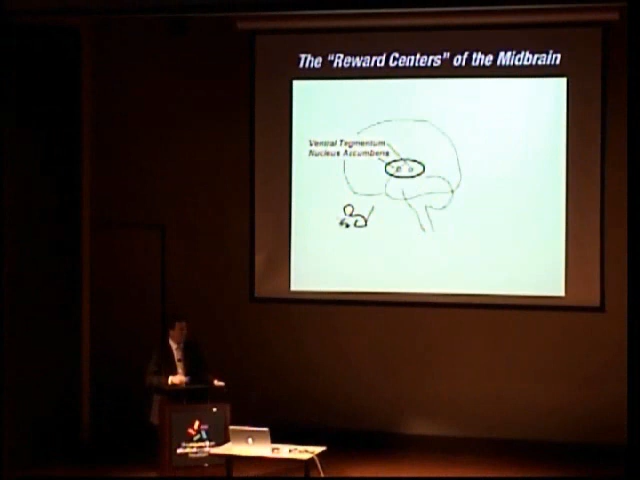 The "Reward Centers" of the Midbrain
Ventral Tegmentum
Nucleus Accumbens